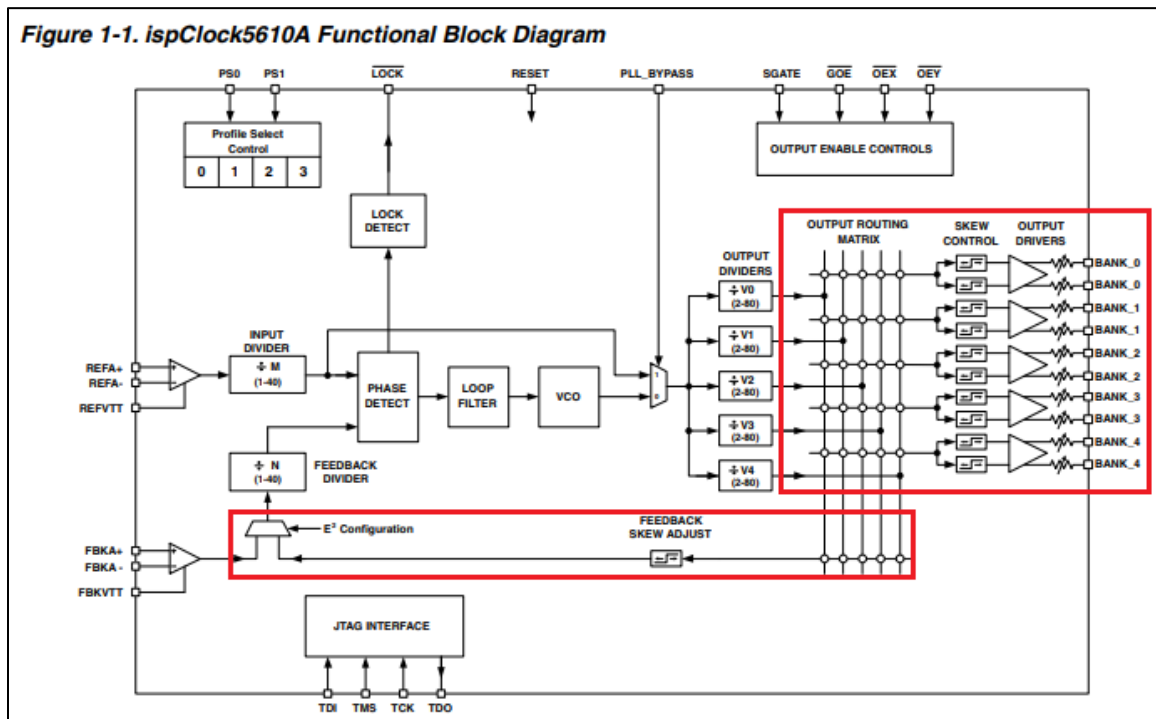 Figure 1-1. ispClock5610A Functional Block Diagram
PS0 PS1 LOCK RESET PLL_BYPASS SGATE GOE OEX OEY
Profile Select
Control
0 1 2 3
OUTPUT ENABLE CONTROLS
LOCK
DETECT
OUTPUT ROUTING
MATRIX
SKEW
CONTROL
OUTPUT
DRIVERS
OUTPUT
DIVIDERS
BANK_0
BANK_0
BANK_1
BANK_1
BANK_2
BANK_2
BANK_3
BANK_3
BANK_4
BANK_4
÷ V0
(2-80)
÷ V1
(2-80)
÷ V2
(2-80)
÷ V3
(2-80)
÷ V4
(2-80)
INPUT
DIVIDER
REFA+
REFA-
REFVTT
÷ M
(1-40)
PHASE
DETECT
LOOP
FILTER
VCO
1
0
÷ N
(1-40)
FEEDBACK
DIVIDER
E² Configuration
FEEDBACK
SKEW ADJUST
FBKA+
FBKA -
FBKVTT
JTAG INTERFACE
TDI TMS TCK TDO